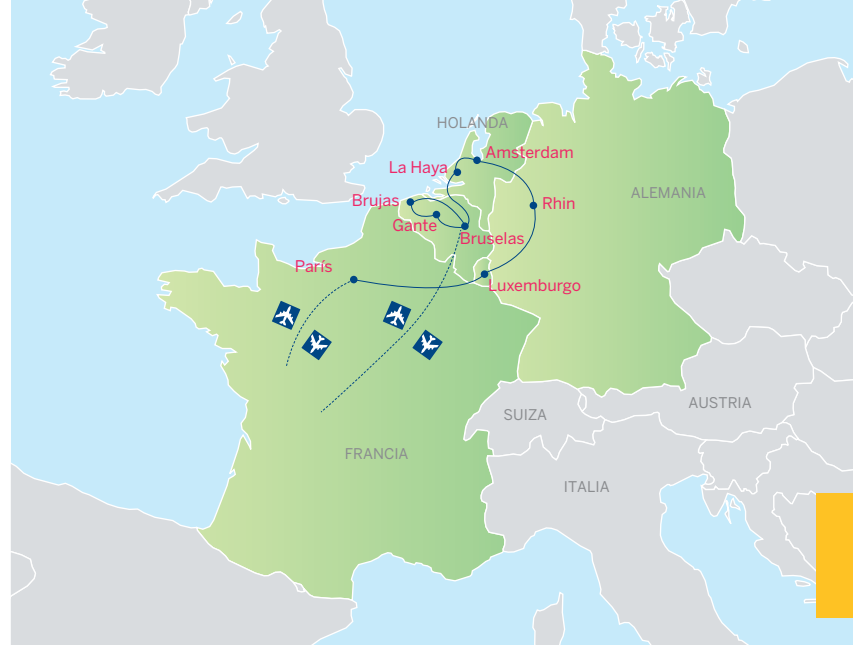 HOLANDA
Amsterdam
La Haya
ALEMANIA
Brujas
Rhin
Gante
Bruselas
París
Luxemburgo
AUSTRIA
SUIZA
FRANCIA
ITALIA